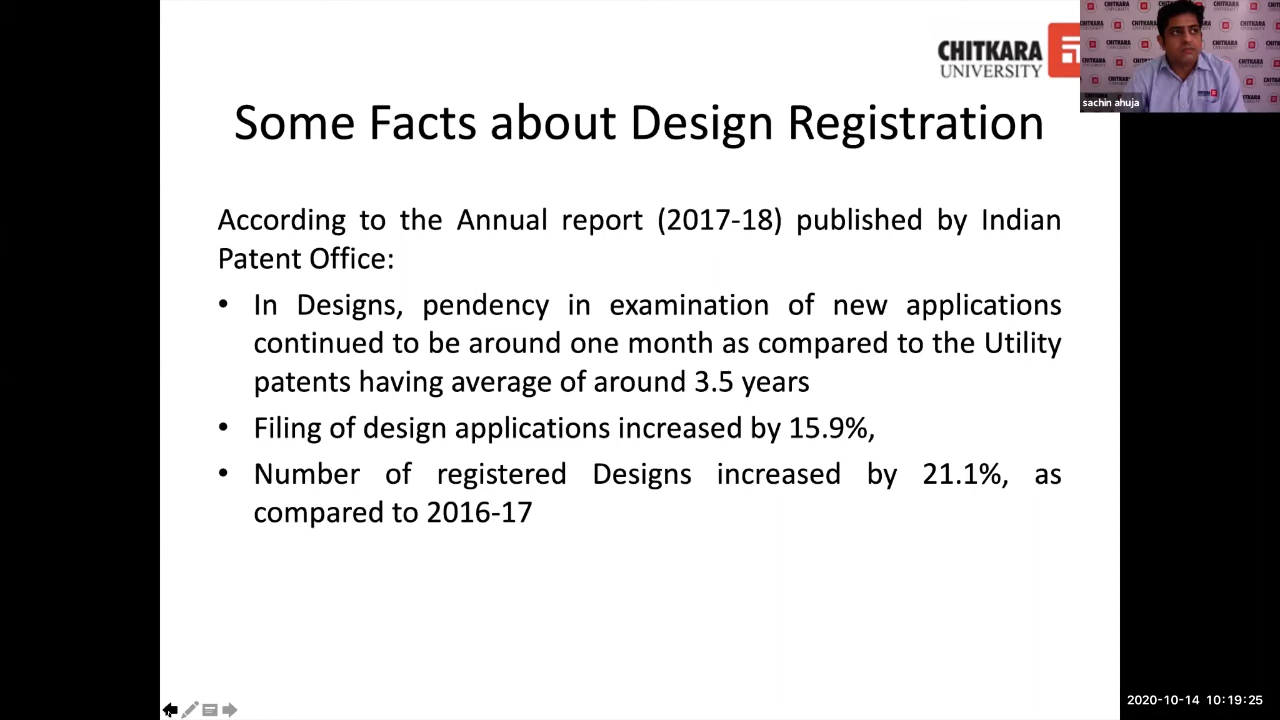 CHITKARA
UNIVERSITY
sachin ahuja
Some Facts about Design Registration
According to the Annual report (2017-18) published by Indian
Patent Office:
• In Designs, pendency in examination of new applications
continued to be around one month as compared to the Utility
patents having average of around 3.5 years
• Filing of design applications increased by 15.9%,
• Number of registered Designs increased by 21.1%, as
compared to 2016-17
2020-10-14 10:19:25